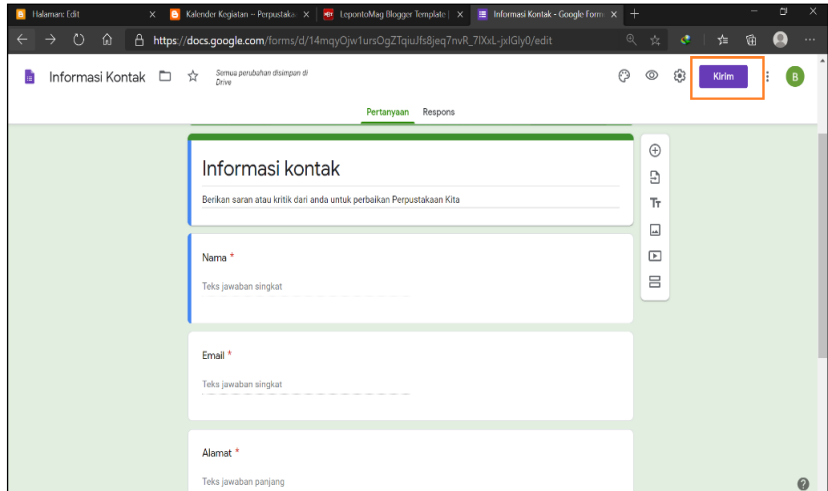 Halaman: Edit
Kalender Kegiatan – Perpustaka
LepontoMag Blogger Template |
Informasi Kontak - Google Form
https://docs.google.com/forms/d/14mqyOjw1ursOgZTqiuJfs8jeq7nvR_7lXxL-jxlGly0/edit
Informasi Kontak
Semua perubahan disimpan di
Drive
Kirim
B
Pertanyaan Respons
Informasi kontak
Berikan saran atau kritik dari anda untuk perbaikan Perpustakaan Kita
Nama *
Teks jawaban singkat
Email *
Teks jawaban singkat
Alamat *
Teks jawaban panjang